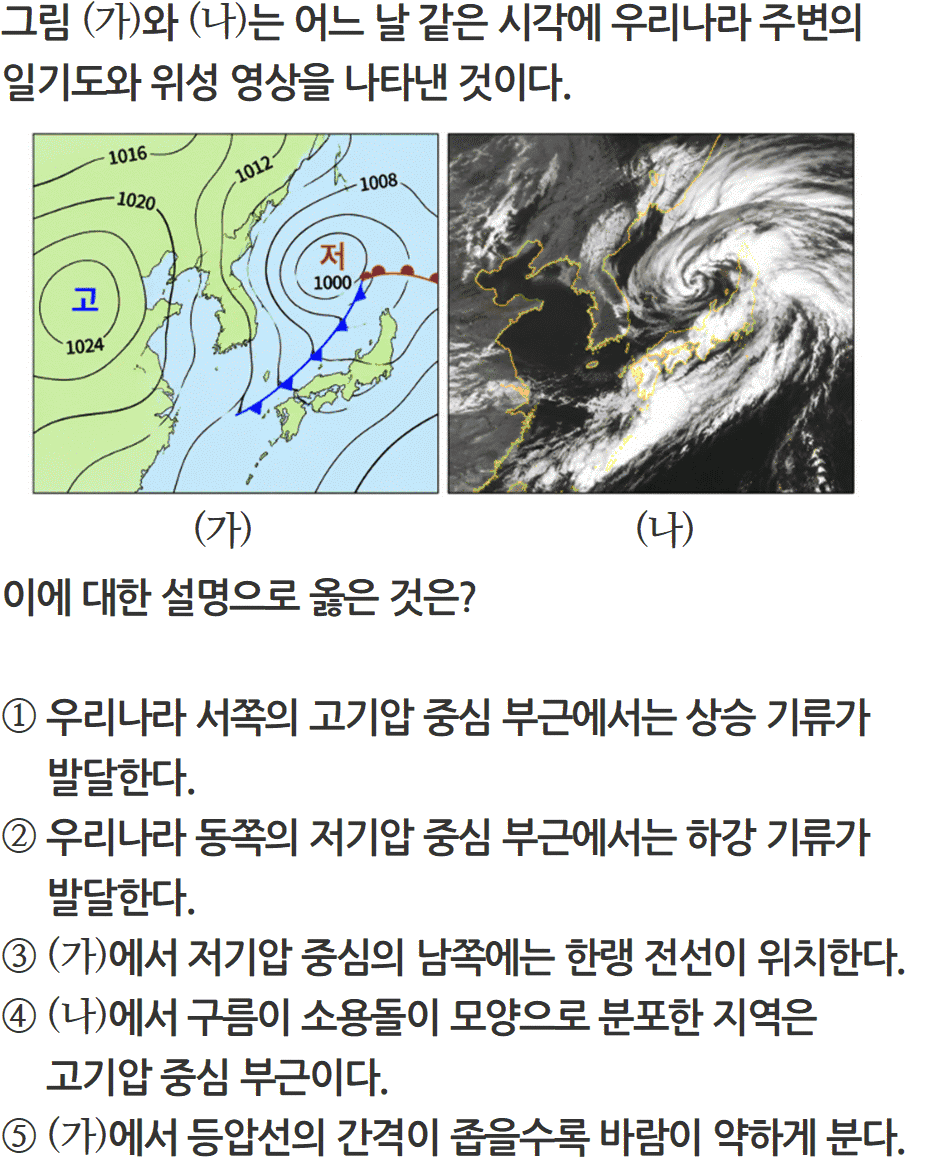 그림 (가)와 (나)는 어느 날 같은 시각에 우리나라 주변의
일기도와 위성 영상을 나타낸 것이다.
1016
1012
1008
1020
저
1000
고
1024
(가)
(나)
이에 대한 설명으로 옳은 것은?
① 우리나라 서쪽의 고기압 중심 부근에서는 상승 기류가
발달한다.
② 우리나라 동쪽의 저기압 중심 부근에서는 하강 기류가
발달한다.
③ (가)에서 저기압 중심의 남쪽에는 한랭 전선이 위치한다.
④ (나)에서 구름이 소용돌이 모양으로 분포한 지역은
고기압 중심 부근이다.
⑤ (가)에서 등압선의 간격이 좁을수록 바람이 약하게 분다.